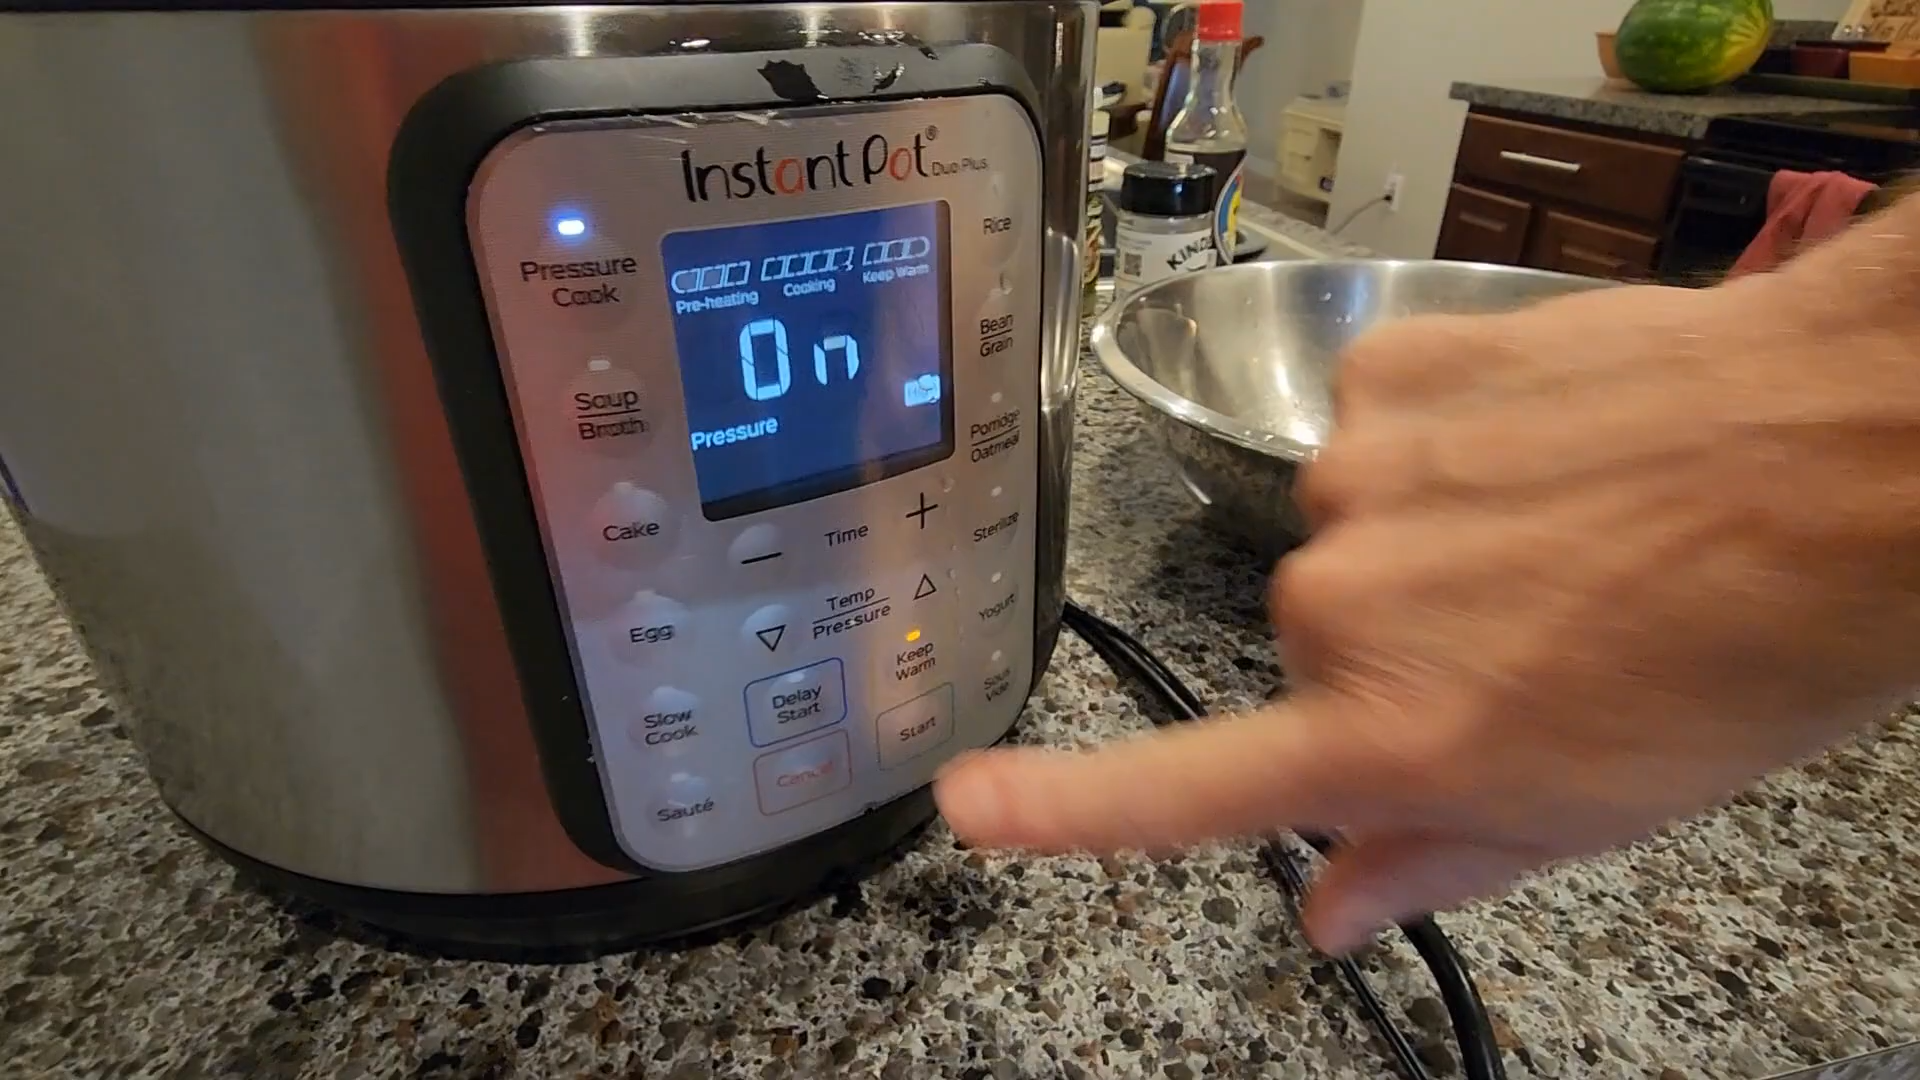 Instant Pot®
Duo Plus
Pressure
Cook
Soup
Broth
Cake
Egg
Slow
Cook
Sauté
Pre-heating
Cooking
Keep Warm
On
Pressure
− Time +
Temp
Pressure
Delay
Start
Keep
Warm
Cancel
Start
Rice
Bean
Grain
Porridge
Oatmeal
Sterilize
Yogurt
Sous
Vide